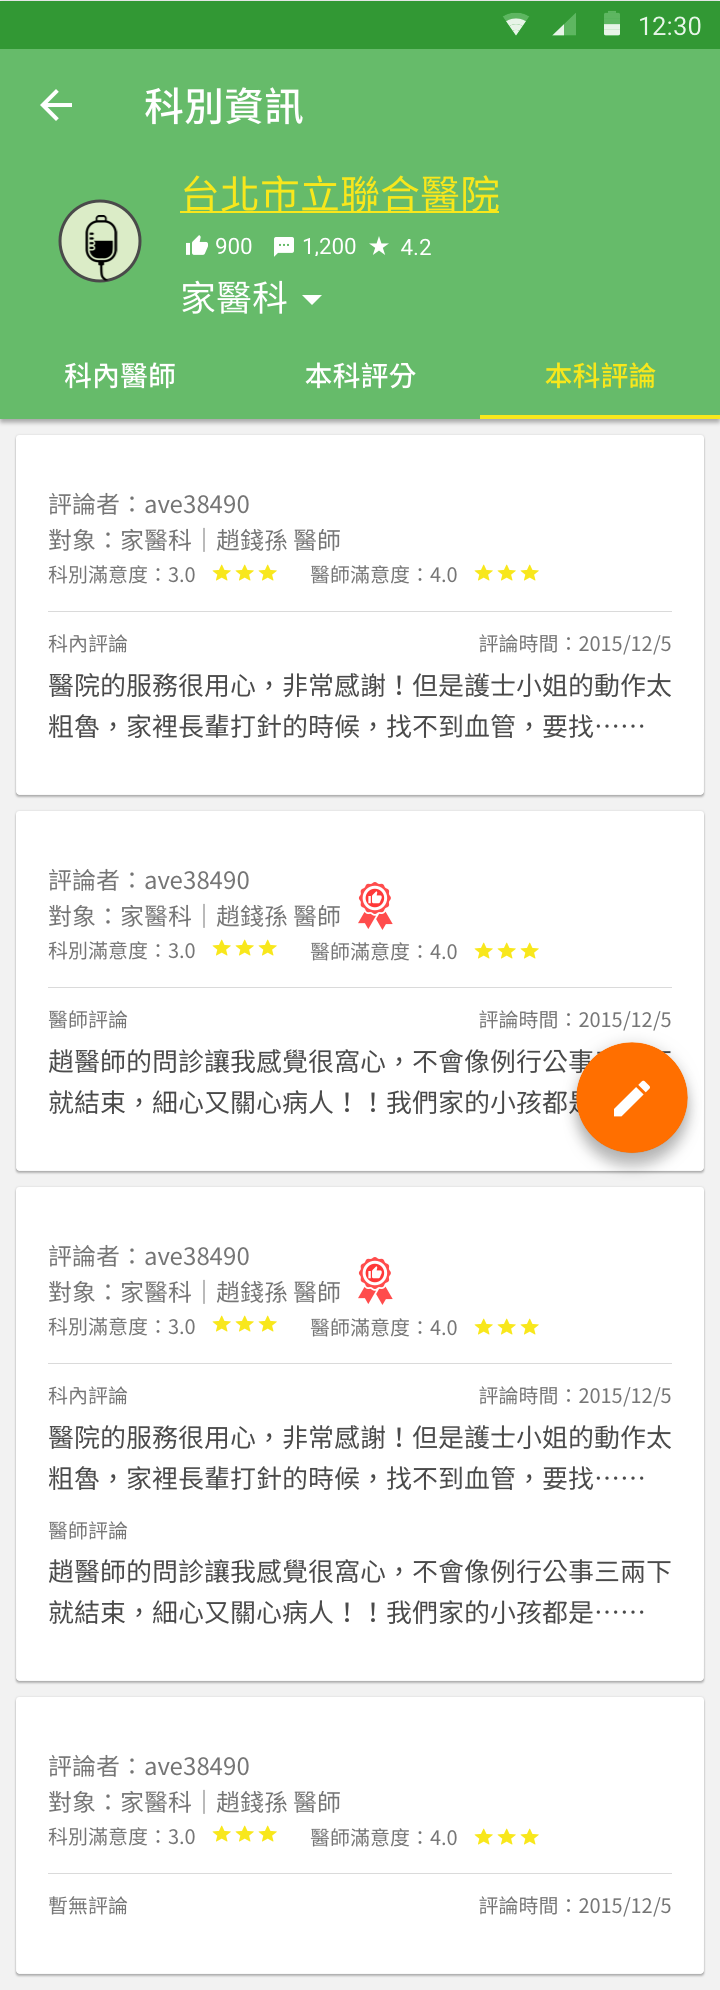 12:30
科別資訊
台北市立聯合醫院
900 1,200 4.2
家醫科
科內醫師 本科評分 本科評論
評論者：ave38490
對象：家醫科｜趙錢孫 醫師
科別滿意度：3.0 醫師滿意度：4.0
科內評論 評論時間：2015/12/5
醫院的服務很用心，非常感謝！但是護士小姐的動作太
粗魯，家裡長輩打針的時候，找不到血管，要找⋯⋯
評論者：ave38490
對象：家醫科｜趙錢孫 醫師
科別滿意度：3.0 醫師滿意度：4.0
醫師評論 評論時間：2015/12/5
趙醫師的問診讓我感覺很窩心，不會像例行公事
就結束，細心又關心病人！！我們家的小孩都
評論者：ave38490
對象：家醫科｜趙錢孫 醫師
科別滿意度：3.0 醫師滿意度：4.0
科內評論 評論時間：2015/12/5
醫院的服務很用心，非常感謝！但是護士小姐的動作太
粗魯，家裡長輩打針的時候，找不到血管，要找⋯⋯
醫師評論
趙醫師的問診讓我感覺很窩心，不會像例行公事三兩下
就結束，細心又關心病人！！我們家的小孩都是⋯⋯
評論者：ave38490
對象：家醫科｜趙錢孫 醫師
科別滿意度：3.0 醫師滿意度：4.0
暫無評論 評論時間：2015/12/5